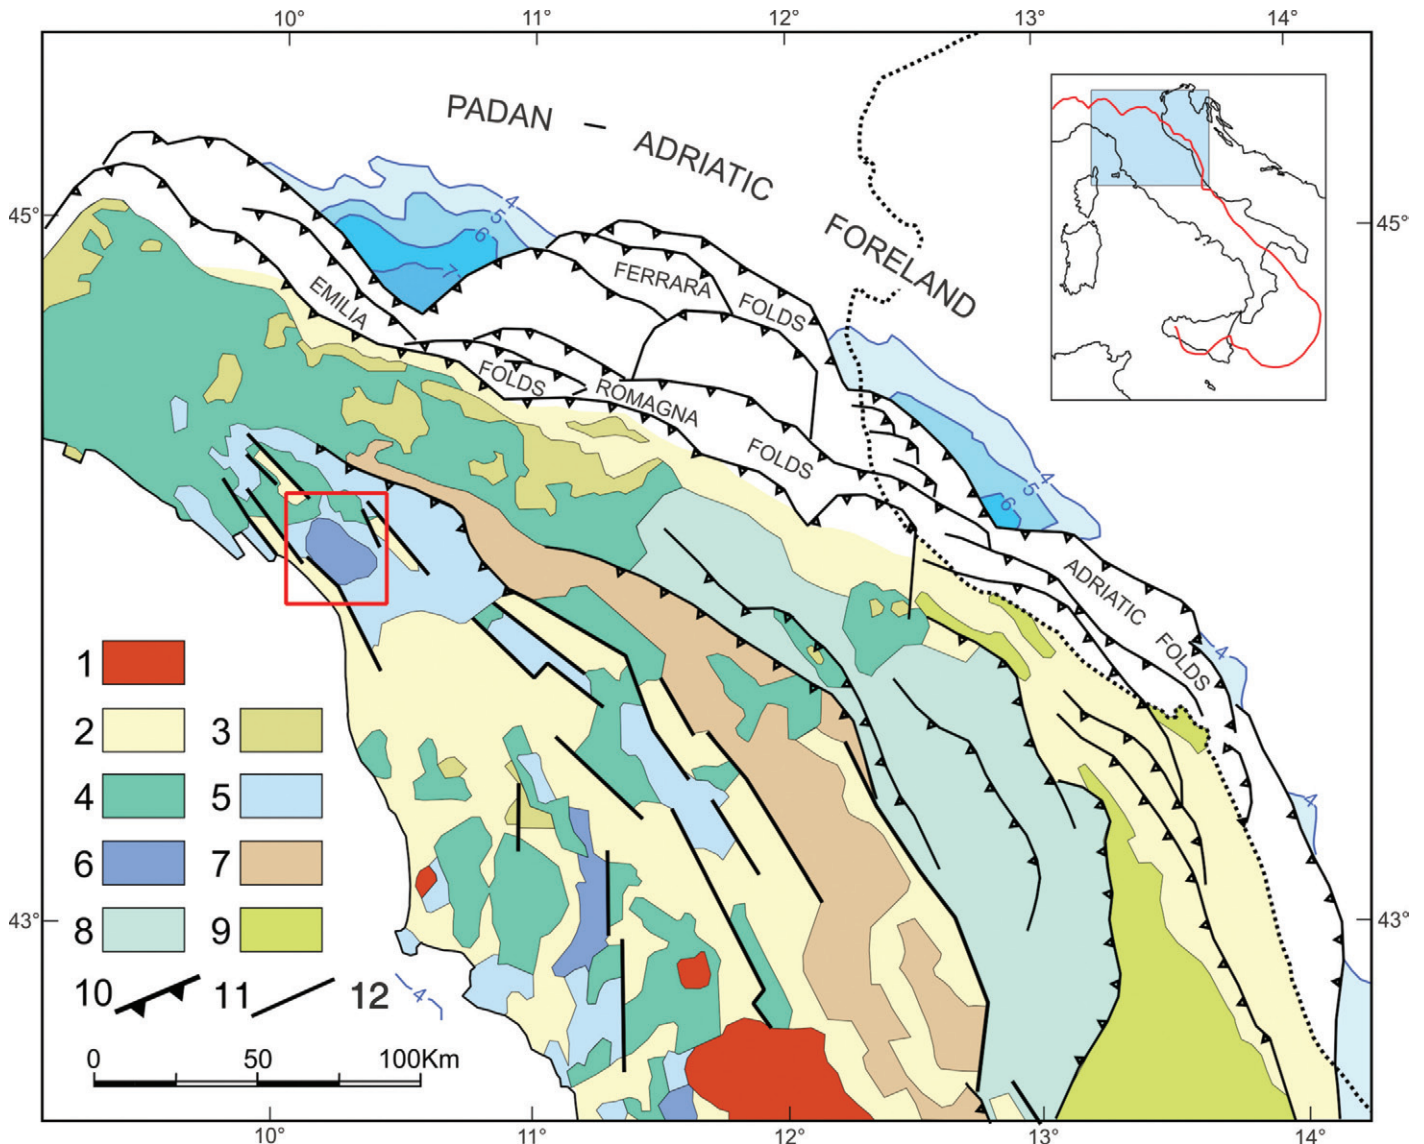 10° 11° 12° 13° 14°
PADAN – ADRIATIC FORELAND
45° 45°
4
5
6
7
FERRARA FOLDS
EMILIA FOLDS
ROMAGNA FOLDS
4
5
6
ADRIATIC FOLDS
4
4
1
2 3
4 5
6 7
8 9
43° 43°
10 11 12
4
0 50 100Km
10° 11° 12° 13° 14°